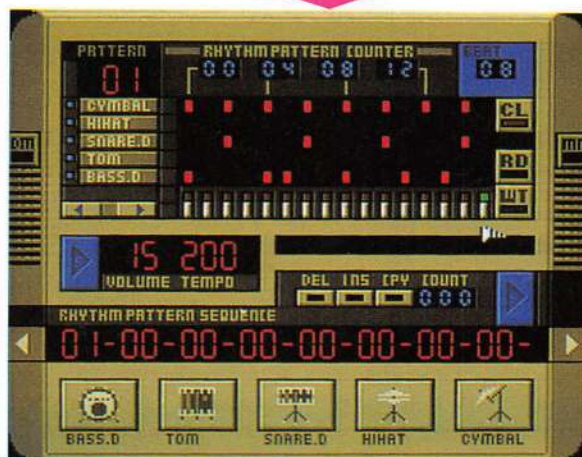 PATTERN RHYTHM PATTERN COUNTER BEAT
01 00 04 08 12 08
CYMBAL CL
HIHAT
SNARE.D
TOM RD
BASS.D
WT
15 200
VOLUME TEMPO
DEL INS CPY COUNT
000
RHYTHM PATTERN SEQUENCE
01-00-00-00-00-00-00-00-
BASS.D TOM SNARE.D HIHAT CYMBAL